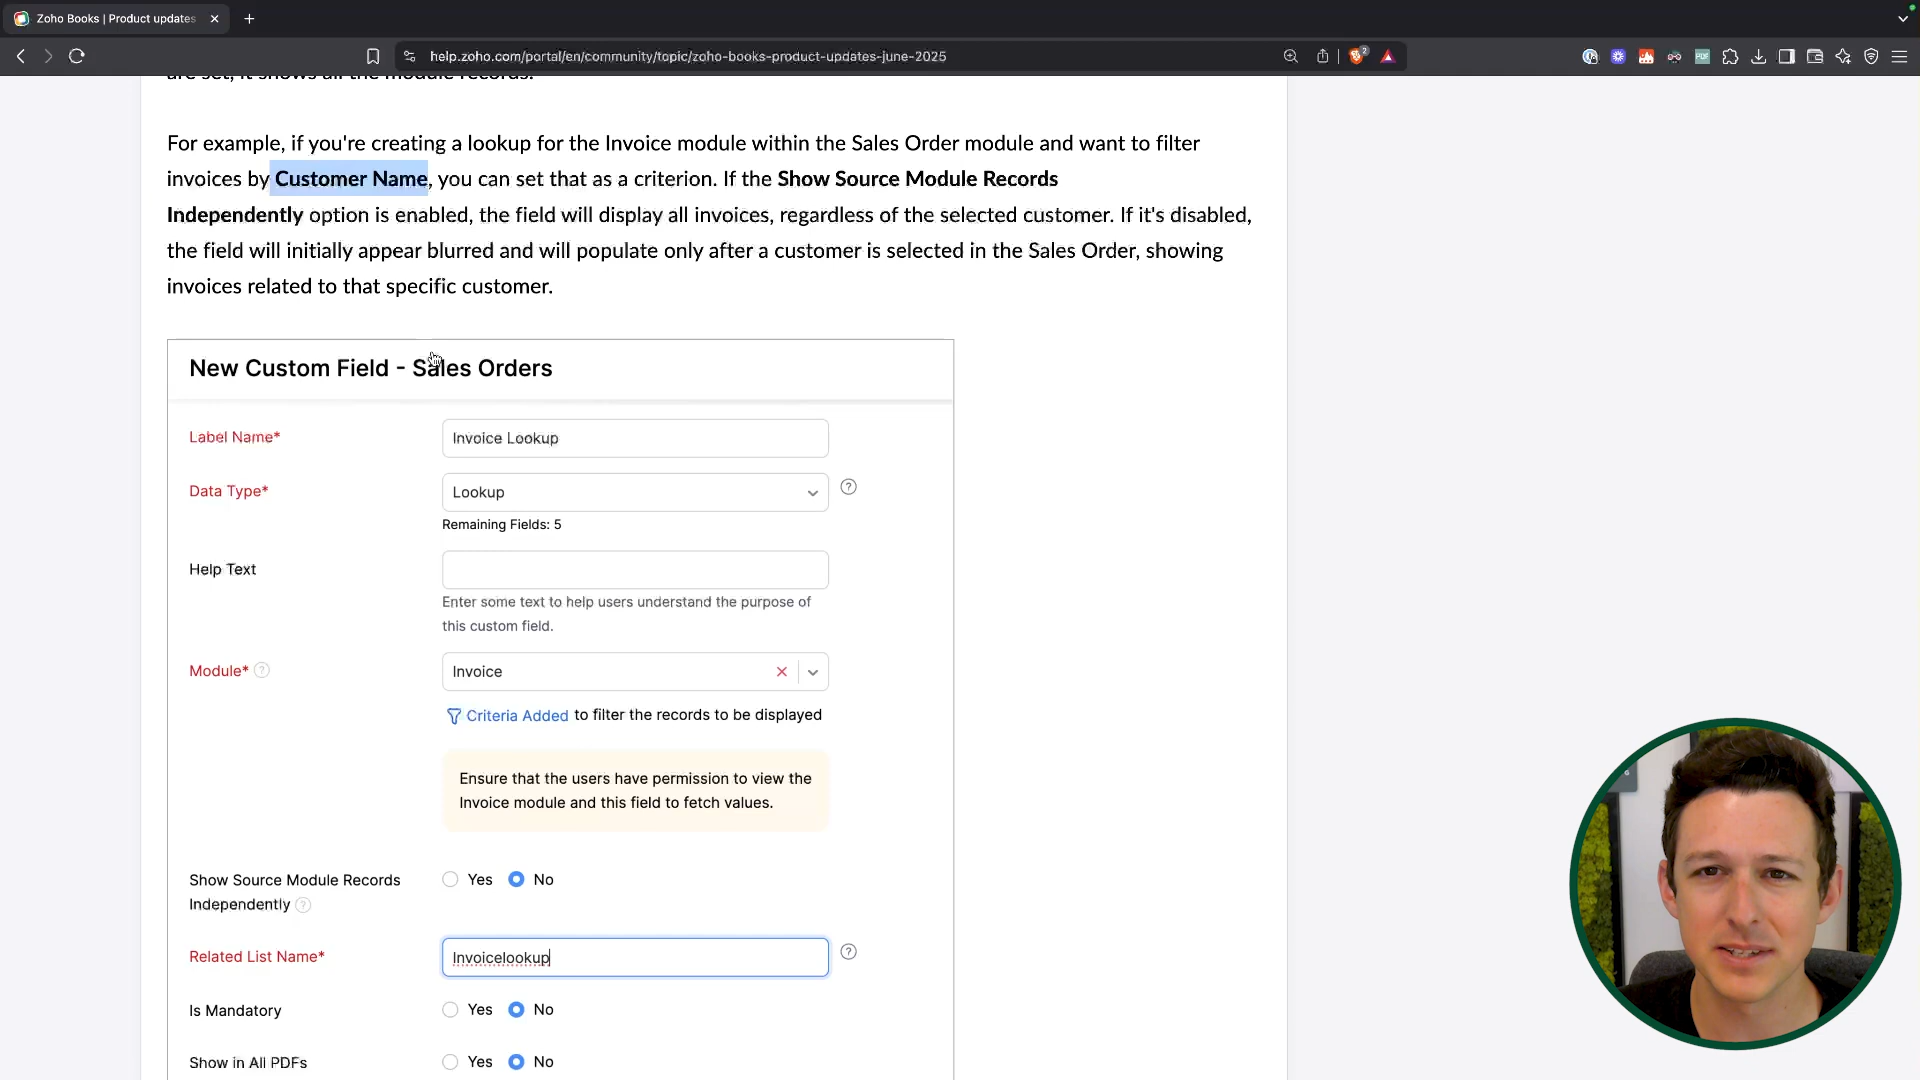 Zoho Books | Product updates
help.zoho.com/portal/en/community/topic/zoho-books-product-updates-june-2025
2
are set, it shows all the module records.
For example, if you're creating a lookup for the Invoice module within the Sales Order module and want to filter
invoices by Customer Name, you can set that as a criterion. If the Show Source Module Records
Independently option is enabled, the field will display all invoices, regardless of the selected customer. If it's disabled,
the field will initially appear blurred and will populate only after a customer is selected in the Sales Order, showing
invoices related to that specific customer.
New Custom Field - Sales Orders
Label Name*
Invoice Lookup
Data Type*
Lookup
?
Remaining Fields: 5
Help Text
Enter some text to help users understand the purpose of
this custom field.
Module* ?
Invoice
Criteria Added to filter the records to be displayed
Ensure that the users have permission to view the
Invoice module and this field to fetch values.
Show Source Module Records
Independently ?
Yes No
Related List Name*
Invoicelookup
?
Is Mandatory
Yes No
Show in All PDFs
Yes No